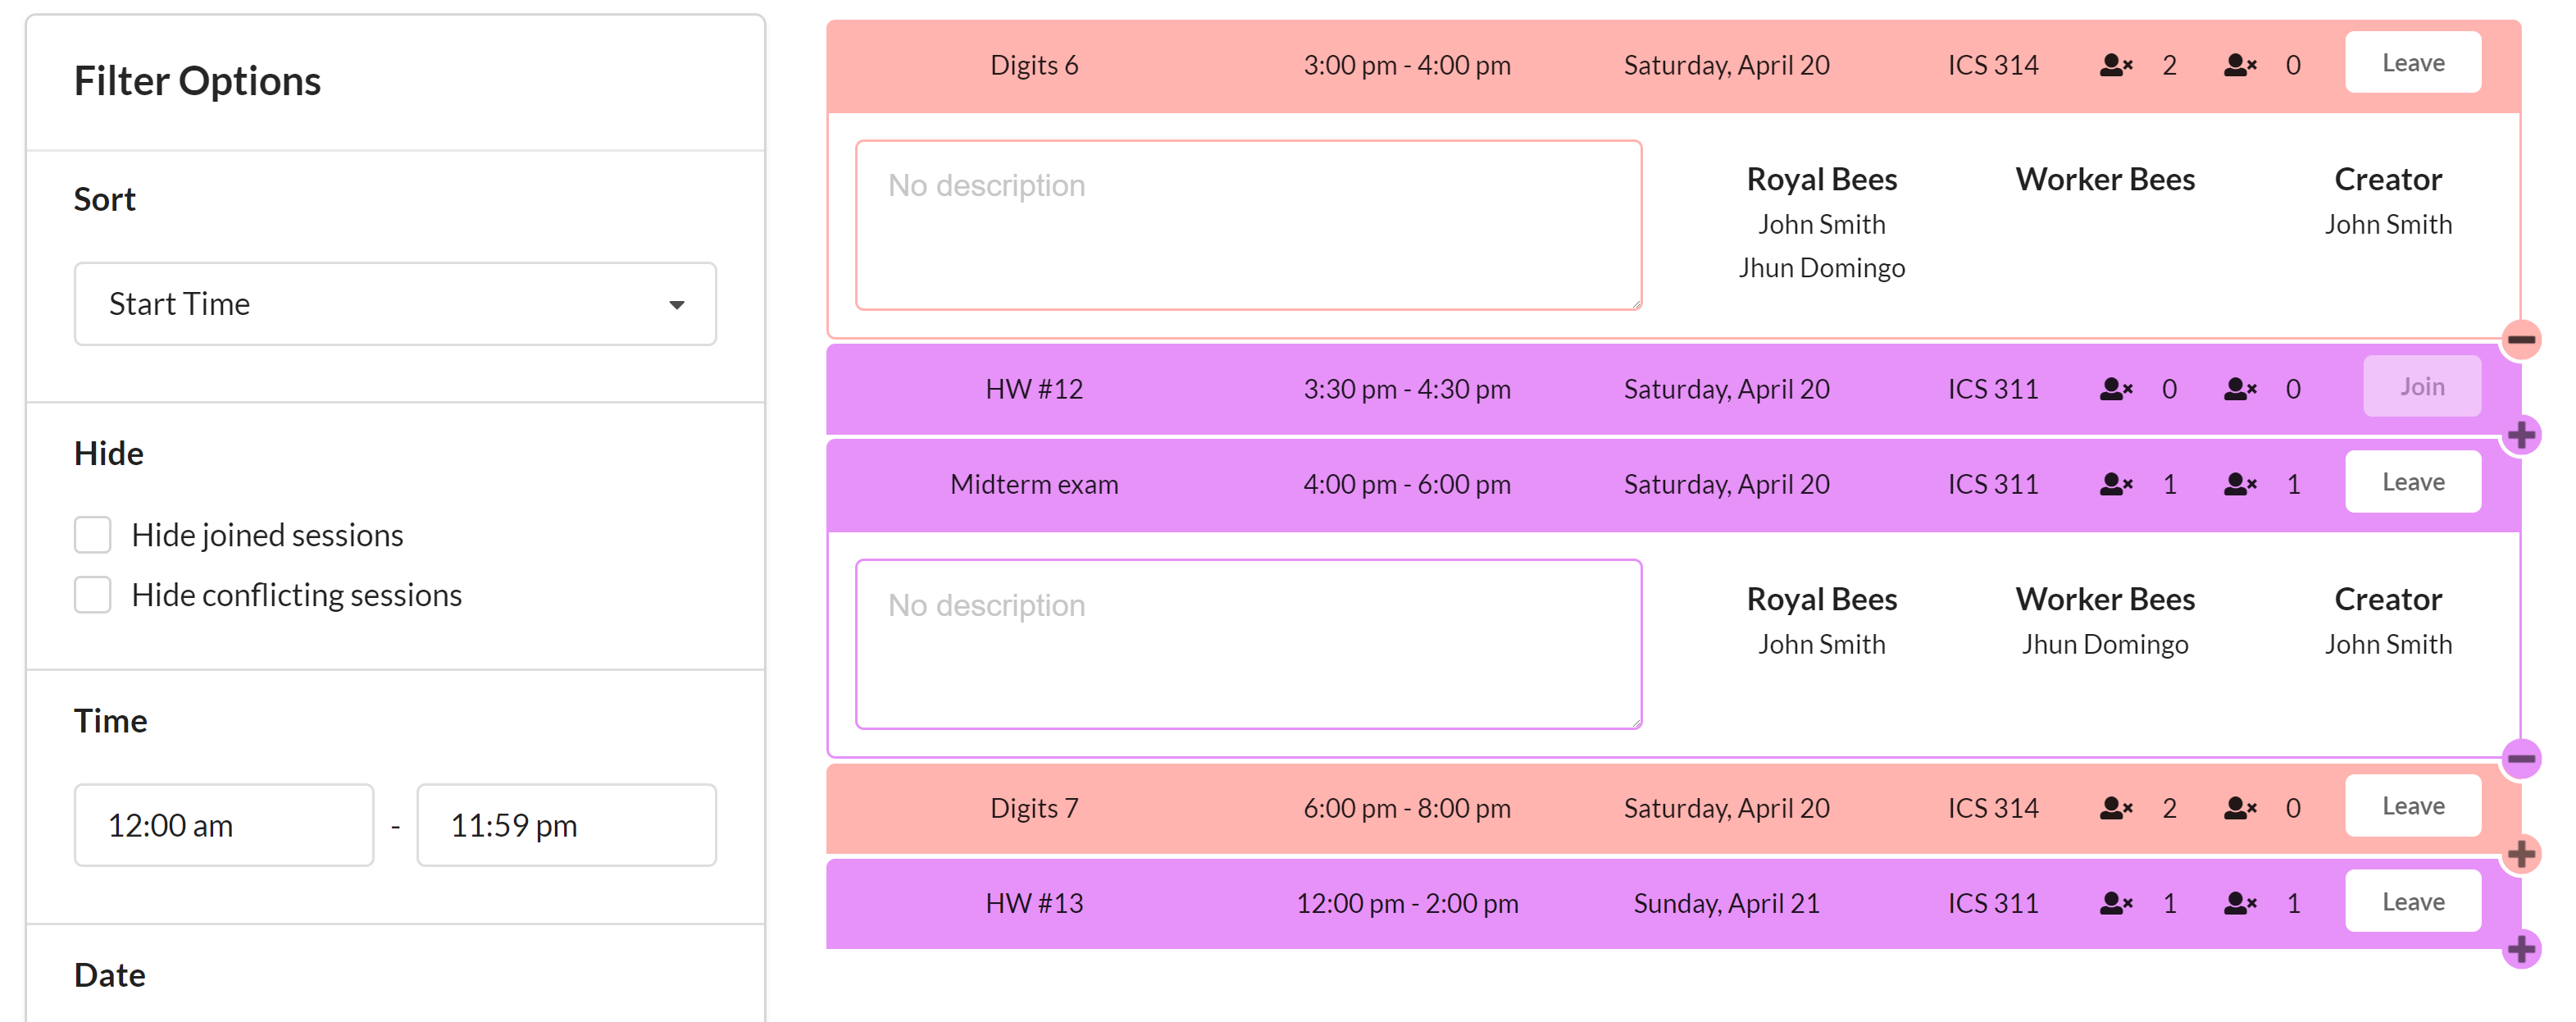 Filter Options
Sort
Start Time
Hide
Hide joined sessions
Hide conflicting sessions
Time
12:00 am - 11:59 pm
Date
Digits 6 3:00 pm - 4:00 pm Saturday, April 20 ICS 314 2 0 Leave
No description
Royal Bees Worker Bees Creator
John Smith John Smith
Jhun Domingo
HW #12 3:30 pm - 4:30 pm Saturday, April 20 ICS 311 0 0 Join
Midterm exam 4:00 pm - 6:00 pm Saturday, April 20 ICS 311 1 1 Leave
No description
Royal Bees Worker Bees Creator
John Smith Jhun Domingo John Smith
Digits 7 6:00 pm - 8:00 pm Saturday, April 20 ICS 314 2 0 Leave
HW #13 12:00 pm - 2:00 pm Sunday, April 21 ICS 311 1 1 Leave